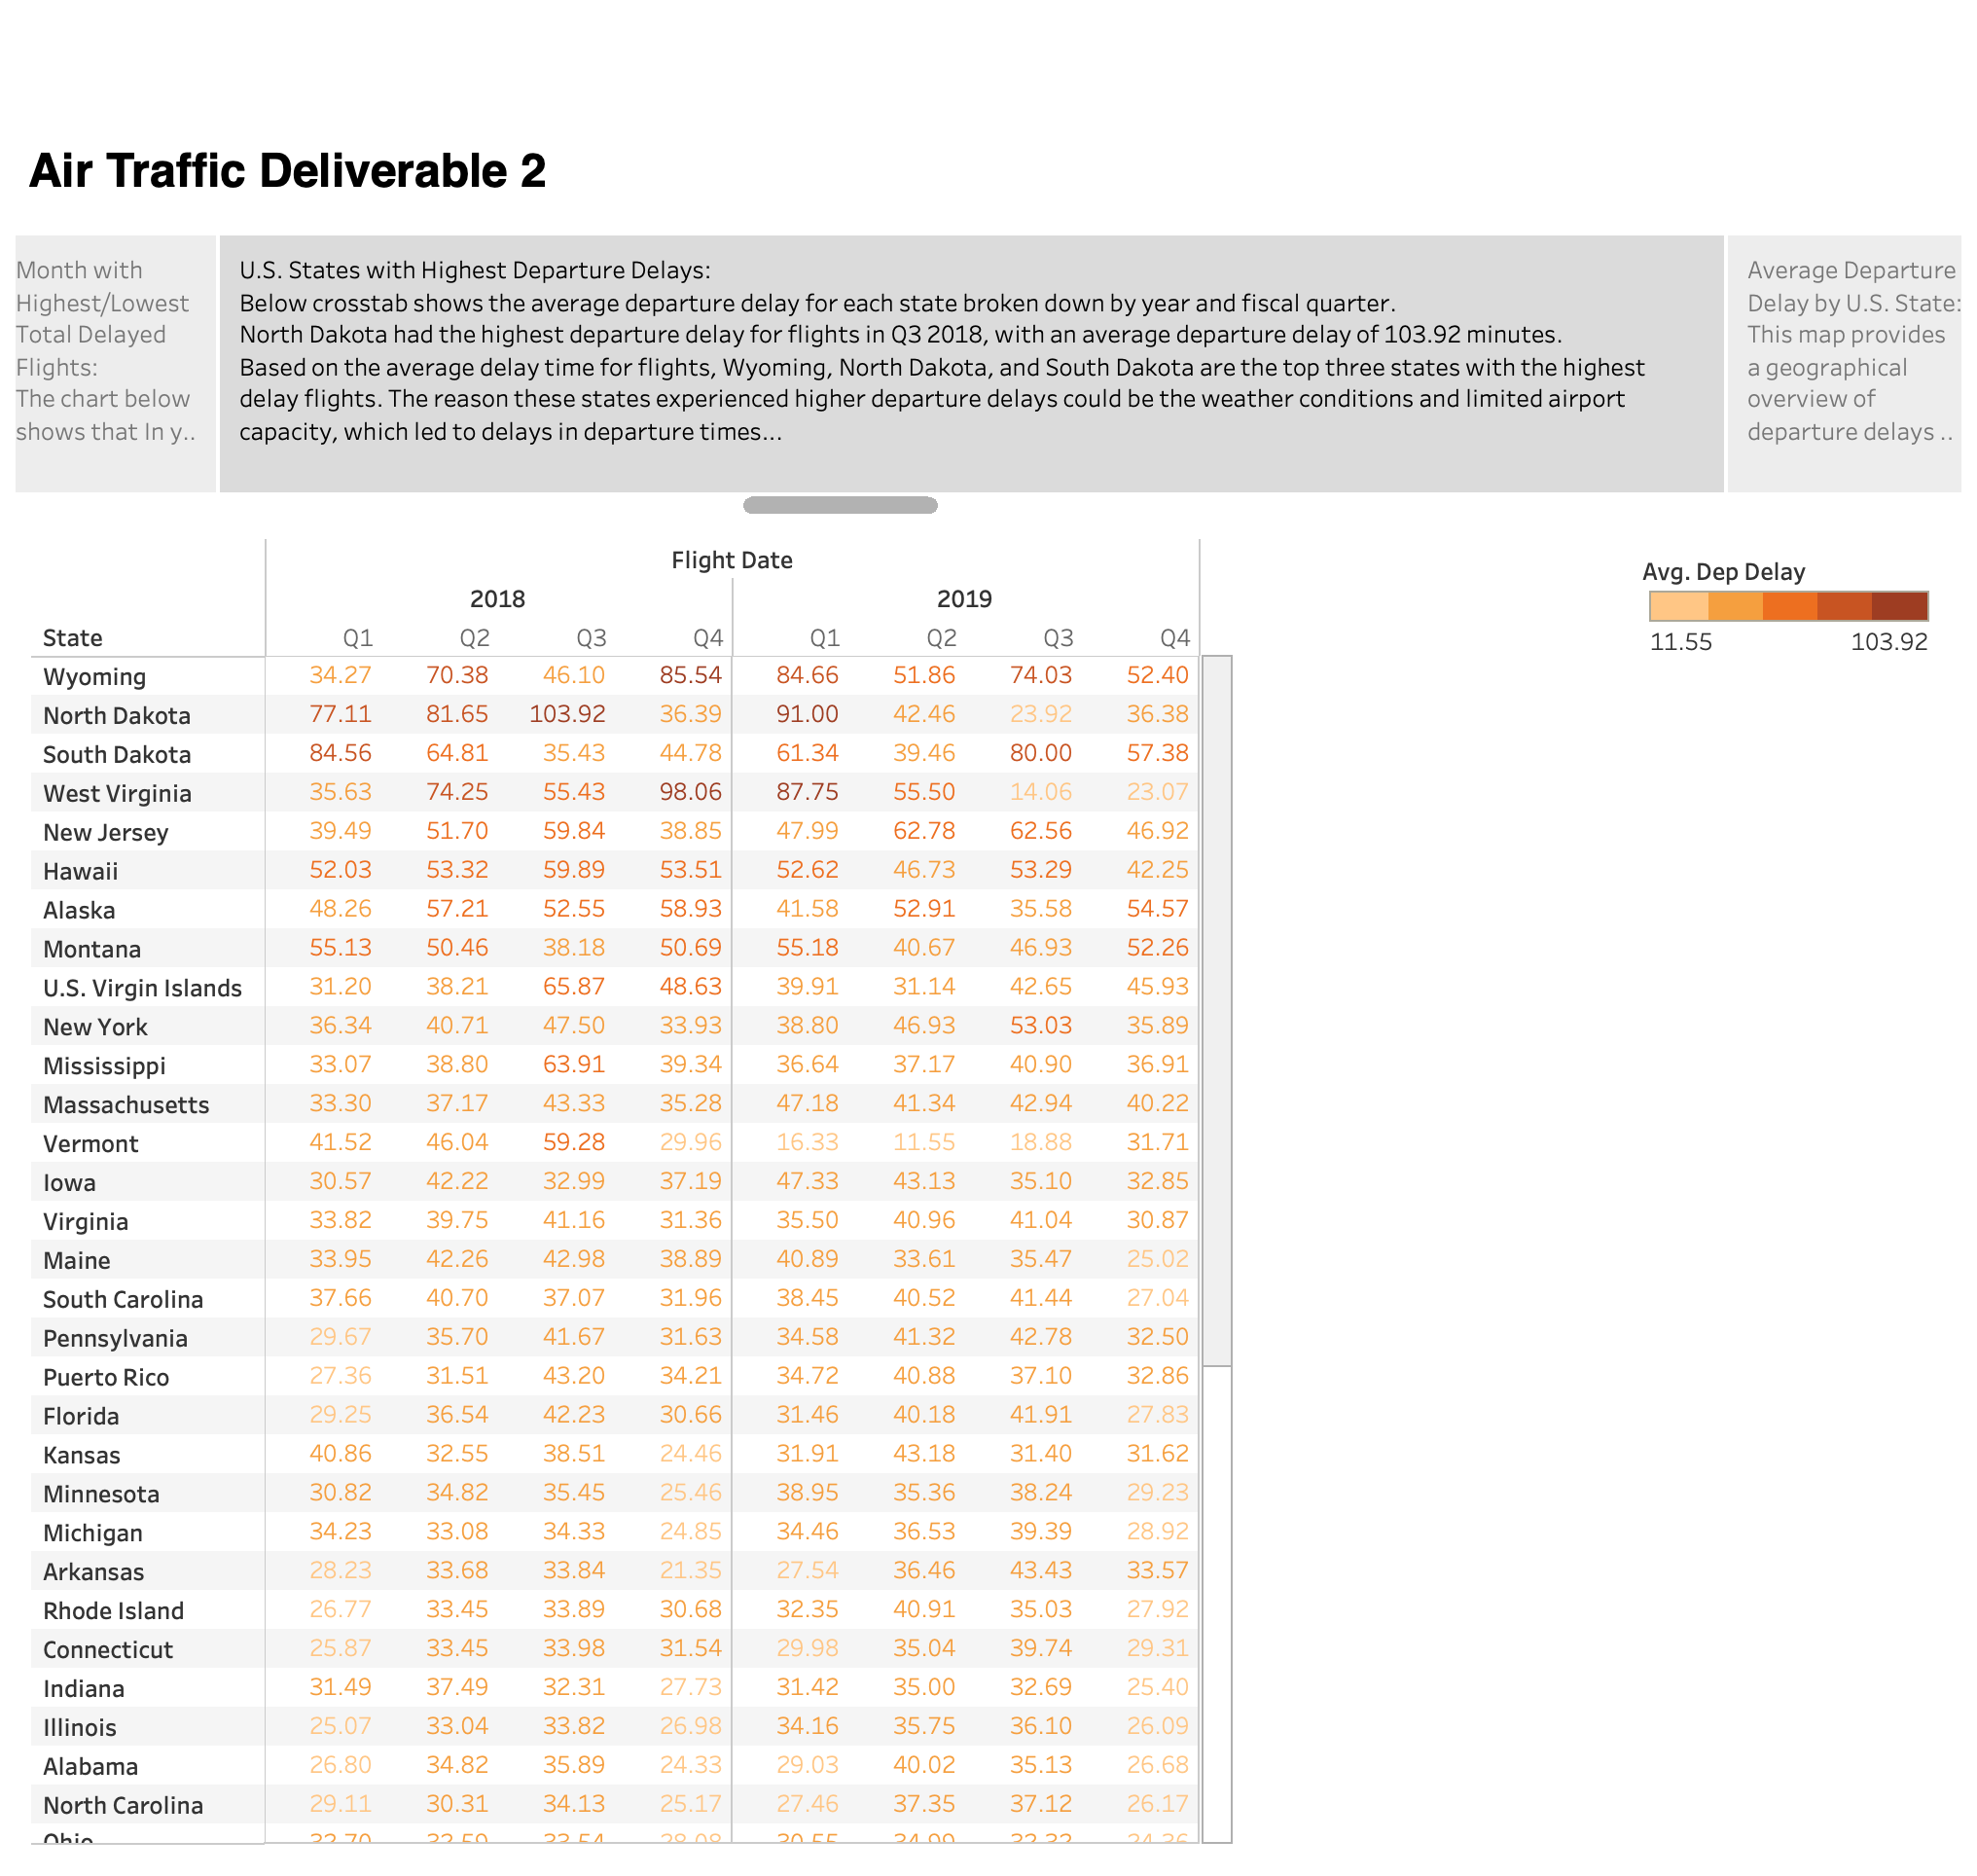 Air Traffic Deliverable 2
Month with
Highest/Lowest
Total Delayed
Flights:
The chart below
shows that In y..
U.S. States with Highest Departure Delays:
Below crosstab shows the average departure delay for each state broken down by year and fiscal quarter.
North Dakota had the highest departure delay for flights in Q3 2018, with an average departure delay of 103.92 minutes.
Based on the average delay time for flights, Wyoming, North Dakota, and South Dakota are the top three states with the highest
delay flights. The reason these states experienced higher departure delays could be the weather conditions and limited airport
capacity, which led to delays in departure times...
Average Departure
Delay by U.S. State:
This map provides
a geographical
overview of
departure delays ..
Flight Date
2018 2019
State Q1 Q2 Q3 Q4 Q1 Q2 Q3 Q4
Wyoming 34.27 70.38 46.10 85.54 84.66 51.86 74.03 52.40
North Dakota 77.11 81.65 103.92 36.39 91.00 42.46 23.92 36.38
South Dakota 84.56 64.81 35.43 44.78 61.34 39.46 80.00 57.38
West Virginia 35.63 74.25 55.43 98.06 87.75 55.50 14.06 23.07
New Jersey 39.49 51.70 59.84 38.85 47.99 62.78 62.56 46.92
Hawaii 52.03 53.32 59.89 53.51 52.62 46.73 53.29 42.25
Alaska 48.26 57.21 52.55 58.93 41.58 52.91 35.58 54.57
Montana 55.13 50.46 38.18 50.69 55.18 40.67 46.93 52.26
U.S. Virgin Islands 31.20 38.21 65.87 48.63 39.91 31.14 42.65 45.93
New York 36.34 40.71 47.50 33.93 38.80 46.93 53.03 35.89
Mississippi 33.07 38.80 63.91 39.34 36.64 37.17 40.90 36.91
Massachusetts 33.30 37.17 43.33 35.28 47.18 41.34 42.94 40.22
Vermont 41.52 46.04 59.28 29.96 16.33 11.55 18.88 31.71
Iowa 30.57 42.22 32.99 37.19 47.33 43.13 35.10 32.85
Virginia 33.82 39.75 41.16 31.36 35.50 40.96 41.04 30.87
Maine 33.95 42.26 42.98 38.89 40.89 33.61 35.47 25.02
South Carolina 37.66 40.70 37.07 31.96 38.45 40.52 41.44 27.04
Pennsylvania 29.67 35.70 41.67 31.63 34.58 41.32 42.78 32.50
Puerto Rico 27.36 31.51 43.20 34.21 34.72 40.88 37.10 32.86
Florida 29.25 36.54 42.23 30.66 31.46 40.18 41.91 27.83
Kansas 40.86 32.55 38.51 24.46 31.91 43.18 31.40 31.62
Minnesota 30.82 34.82 35.45 25.46 38.95 35.36 38.24 29.23
Michigan 34.23 33.08 34.33 24.85 34.46 36.53 39.39 28.92
Arkansas 28.23 33.68 33.84 21.35 27.54 36.46 43.43 33.57
Rhode Island 26.77 33.45 33.89 30.68 32.35 40.91 35.03 27.92
Connecticut 25.87 33.45 33.98 31.54 29.98 35.04 39.74 29.31
Indiana 31.49 37.49 32.31 27.73 31.42 35.00 32.69 25.40
Illinois 25.07 33.04 33.82 26.98 34.16 35.75 36.10 26.09
Alabama 26.80 34.82 35.89 24.33 29.03 40.02 35.13 26.68
North Carolina 29.11 30.31 34.13 25.17 27.46 37.35 37.12 26.17
Ohio
Avg. Dep Delay
11.55 103.92